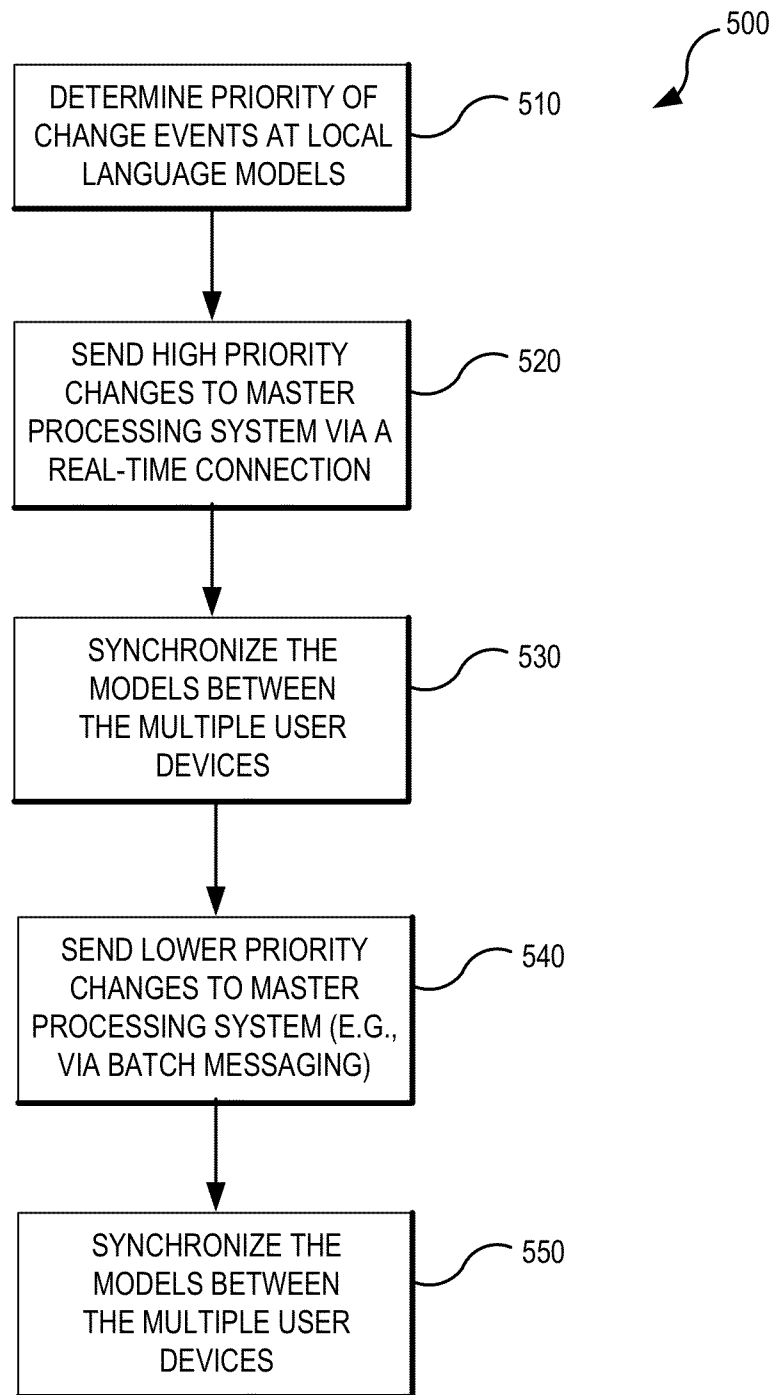 500
DETERMINE PRIORITY OF
CHANGE EVENTS AT LOCAL
LANGUAGE MODELS
510
SEND HIGH PRIORITY
CHANGES TO MASTER
PROCESSING SYSTEM VIA A
REAL-TIME CONNECTION
520
SYNCHRONIZE THE
MODELS BETWEEN
THE MULTIPLE USER
DEVICES
530
SEND LOWER PRIORITY
CHANGES TO MASTER
PROCESSING SYSTEM (E.G.,
VIA BATCH MESSAGING)
540
SYNCHRONIZE THE
MODELS BETWEEN
THE MULTIPLE USER
DEVICES
550